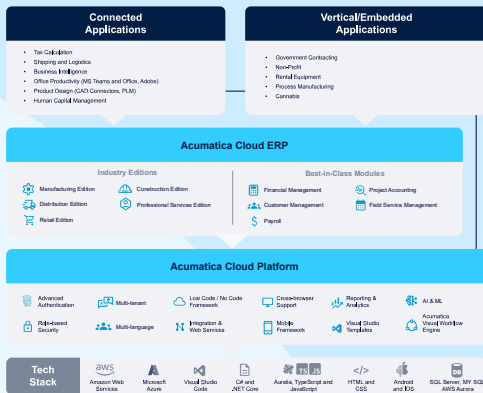 Connected
Applications
• Tax Calculation
• Shipping and Logistics
• Business Intelligence
• Office Productivity (MS Teams and Office, Adobe)
• Product Design (CAD Connectors, PLM)
• Human Capital Management
Vertical/Embedded
Applications
• Government Contracting
• Non-Profit
• Rental Equipment
• Process Manufacturing
• Cannabis
Acumatica Cloud ERP
Industry Editions
Manufacturing Edition
Construction Edition
Distribution Edition
Professional Services Edition
Retail Edition
Best-in-Class Modules
Financial Management
Project Accounting
Customer Management
Field Service Management
$ Payroll
Acumatica Cloud Platform
Advanced
Authentication
Multi-tenant
Low Code / No Code
Framework
Cross-browser
Support
Reporting &
Analytics
AI & ML
Role-based
Security
Multi-language
Integration &
Web Services
Mobile
Framework
Visual Studio
Templates
Acumatica
Visual Workflow
Engine
Tech
Stack
aws
Amazon Web
Services
Microsoft
Azure
Visual Studio
Code
C# and
.NET Core
TS JS
Aurelia, TypeScript and
JavaScript
</>
HTML and
CSS
Android
and IOS
DB
SQL Server, MY SQL
AWS Aurora